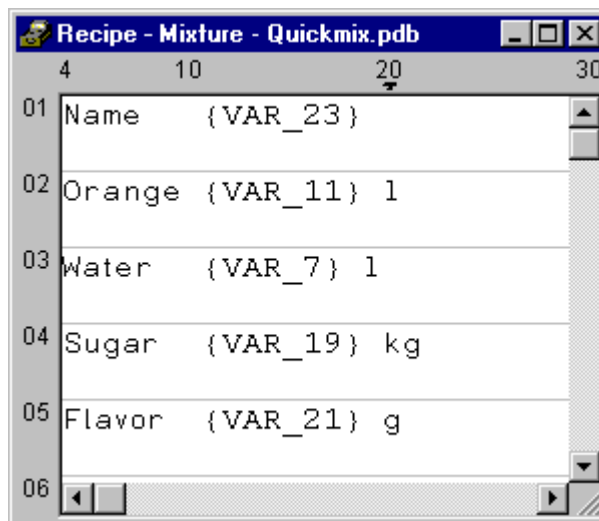 Recipe - Mixture - Quickmix.pdb
4 10 20 30
01 Name {VAR_23}
02 Orange {VAR_11} l
03 Water {VAR_7} l
04 Sugar {VAR_19} kg
05 Flavor {VAR_21} g
06